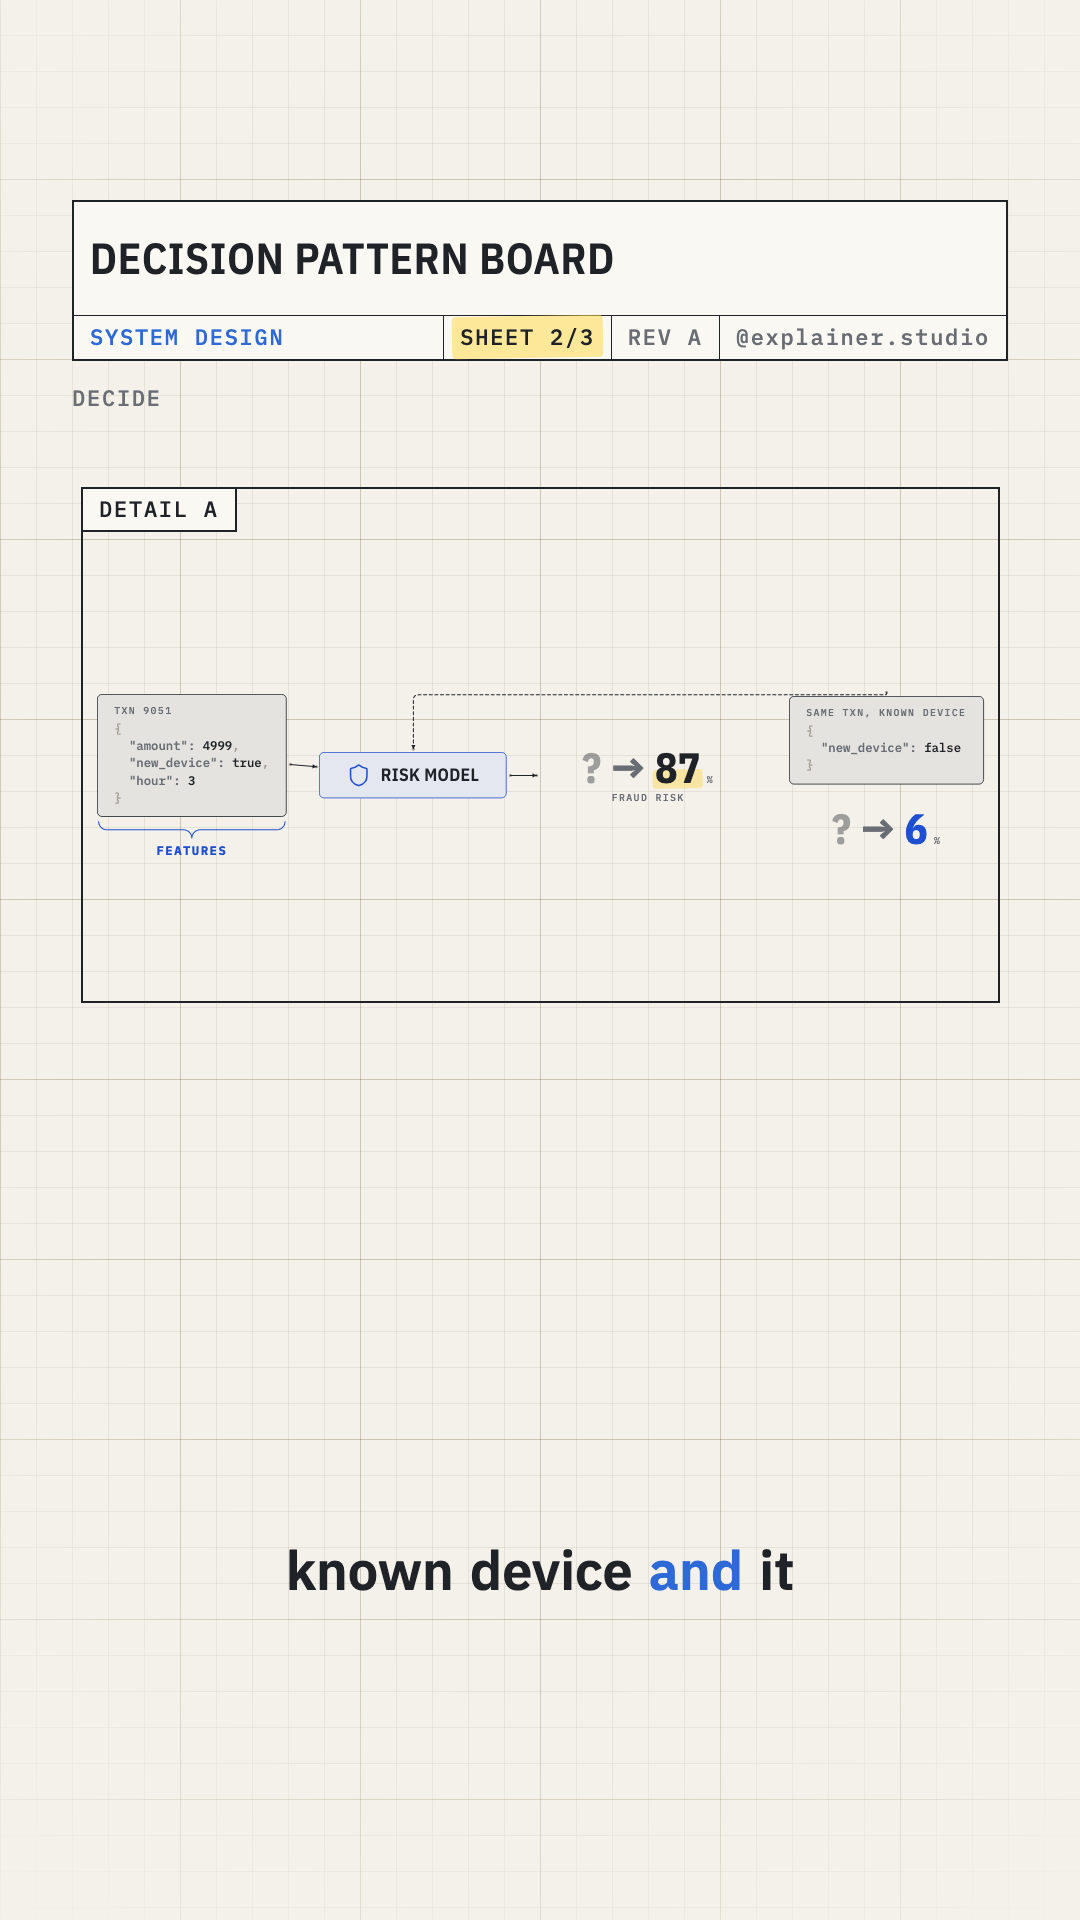 DECISION PATTERN BOARD
SYSTEM DESIGN
SHEET 2/3
REV A
@explainer.studio
DECIDE
DETAIL A
TXN 9051
{
"amount": 4999,
"new_device": true,
"hour": 3
}
FEATURES
RISK MODEL
? → 87 %
FRAUD RISK
SAME TXN, KNOWN DEVICE
{
"new_device": false
}
? → 6 %
known device and it